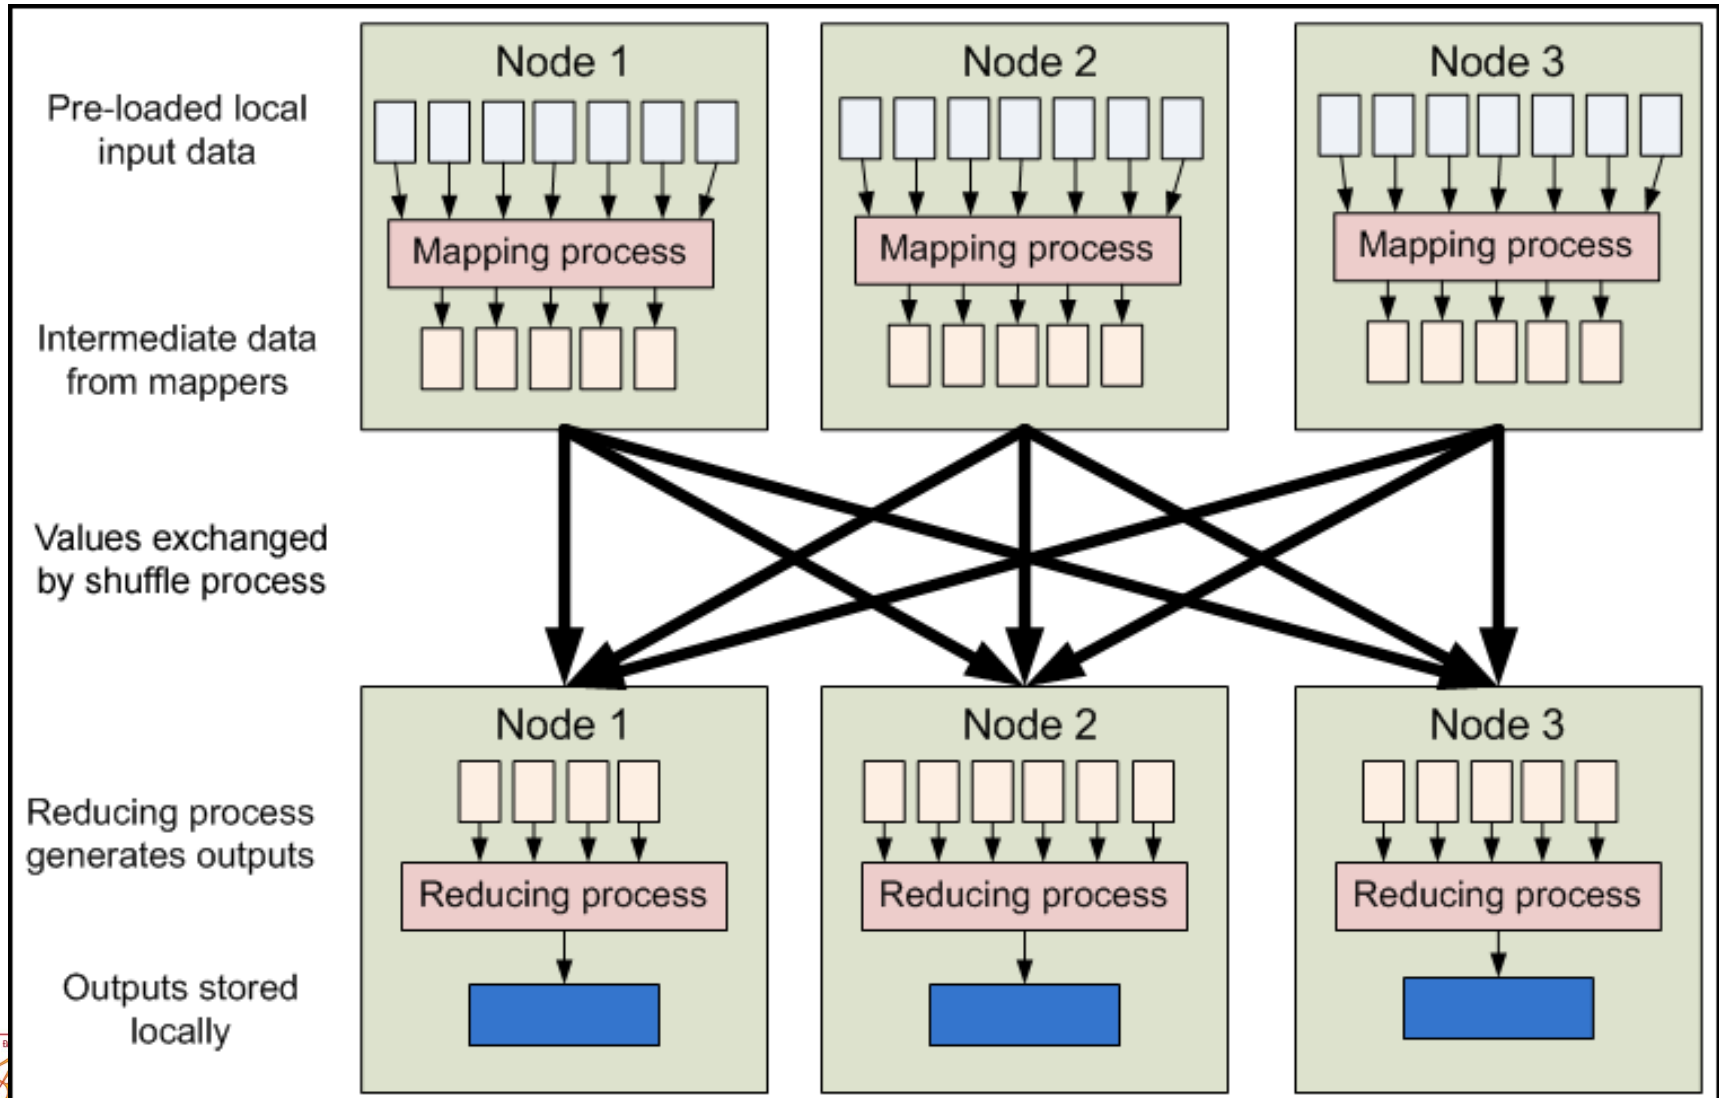 Node 1
Node 2
Node 3
Pre-loaded local
input data
Mapping process
Mapping process
Mapping process
Intermediate data
from mappers
Values exchanged
by shuffle process
Node 1
Node 2
Node 3
Reducing process
generates outputs
Reducing process
Reducing process
Reducing process
Outputs stored
locally